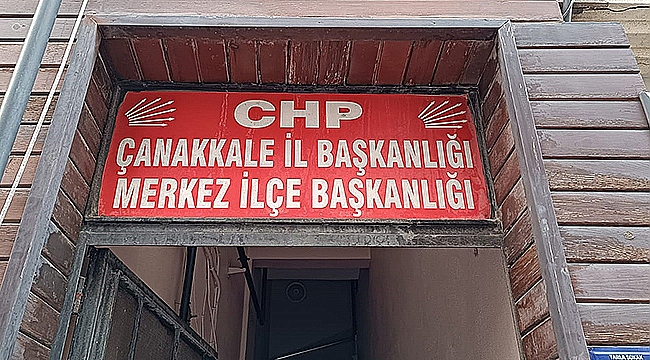 CHP
ÇANAKKALE İL BAŞKANLIĞI
MERKEZ İLÇE BAŞKANLIĞI